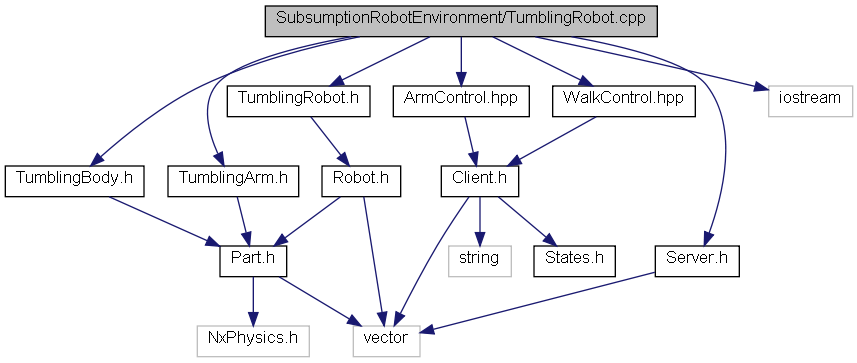 SubsumptionRobotEnvironment/TumblingRobot.cpp
TumblingRobot.h
ArmControl.hpp
WalkControl.hpp
iostream
TumblingBody.h
TumblingArm.h
Robot.h
Client.h
Part.h
string
States.h
Server.h
NxPhysics.h
vector